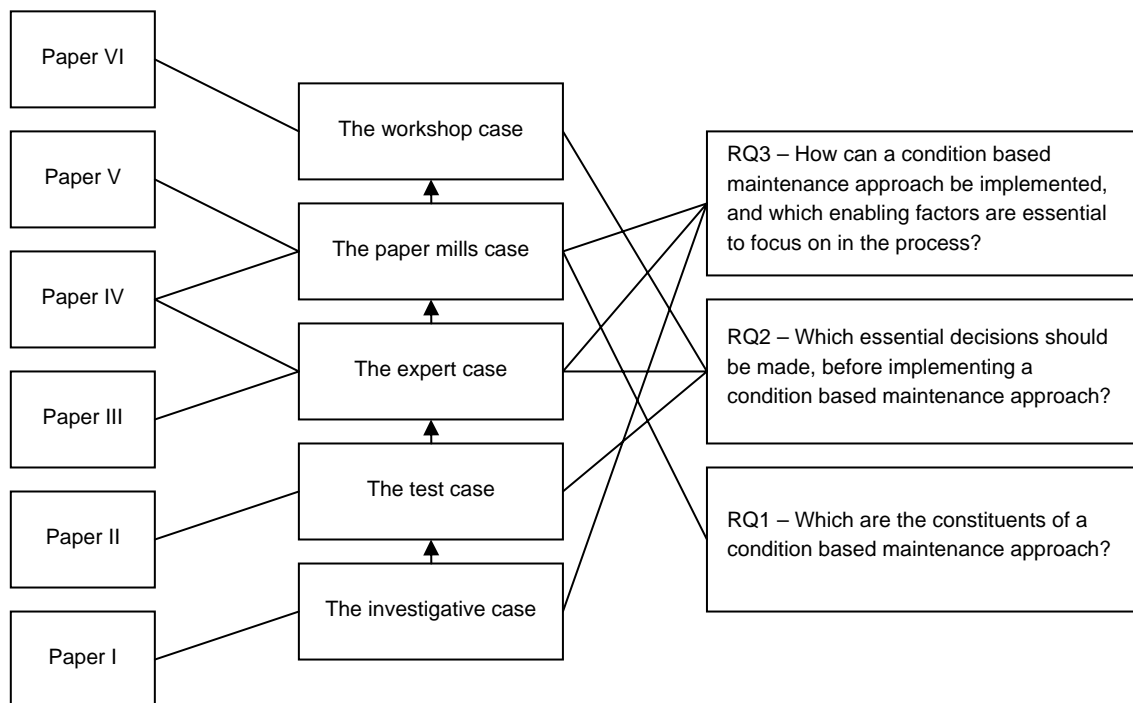 Paper VI
Paper V
Paper IV
Paper III
Paper II
Paper I
The workshop case
The paper mills case
The expert case
The test case
The investigative case
RQ3 – How can a condition based
maintenance approach be implemented,
and which enabling factors are essential
to focus on in the process?
RQ2 – Which essential decisions should
be made, before implementing a
condition based maintenance approach?
RQ1 – Which are the constituents of a
condition based maintenance approach?